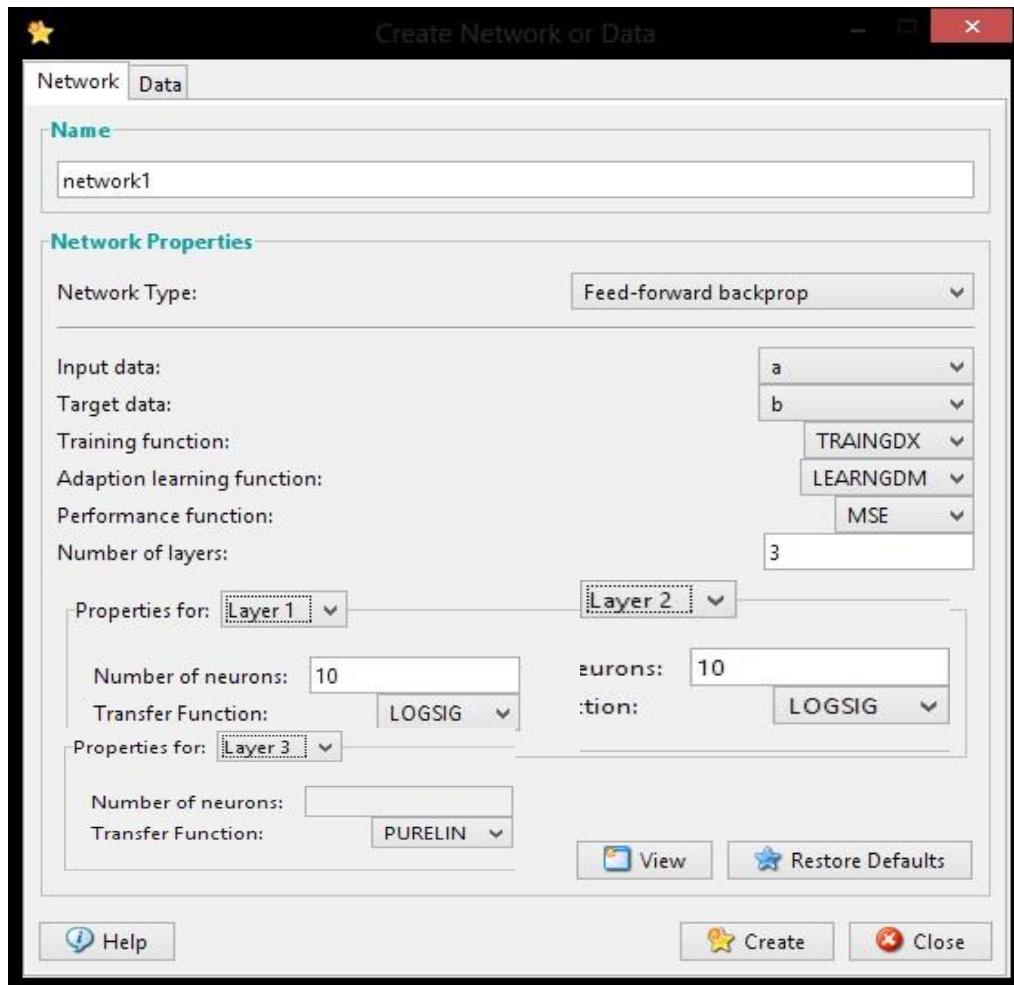 Create Network or Data
Network Data
Name
network1
Network Properties
Network Type: Feed-forward backprop
Input data: a
Target data: b
Training function: TRAINGDX
Adaption learning function: LEARNGDM
Performance function: MSE
Number of layers: 3
Properties for: Layer 1
Number of neurons: 10
Transfer Function: LOGSIG
Layer 2
eurons: 10
tion: LOGSIG
Properties for: Layer 3
Number of neurons:
Transfer Function: PURELIN
View Restore Defaults
Help Create Close